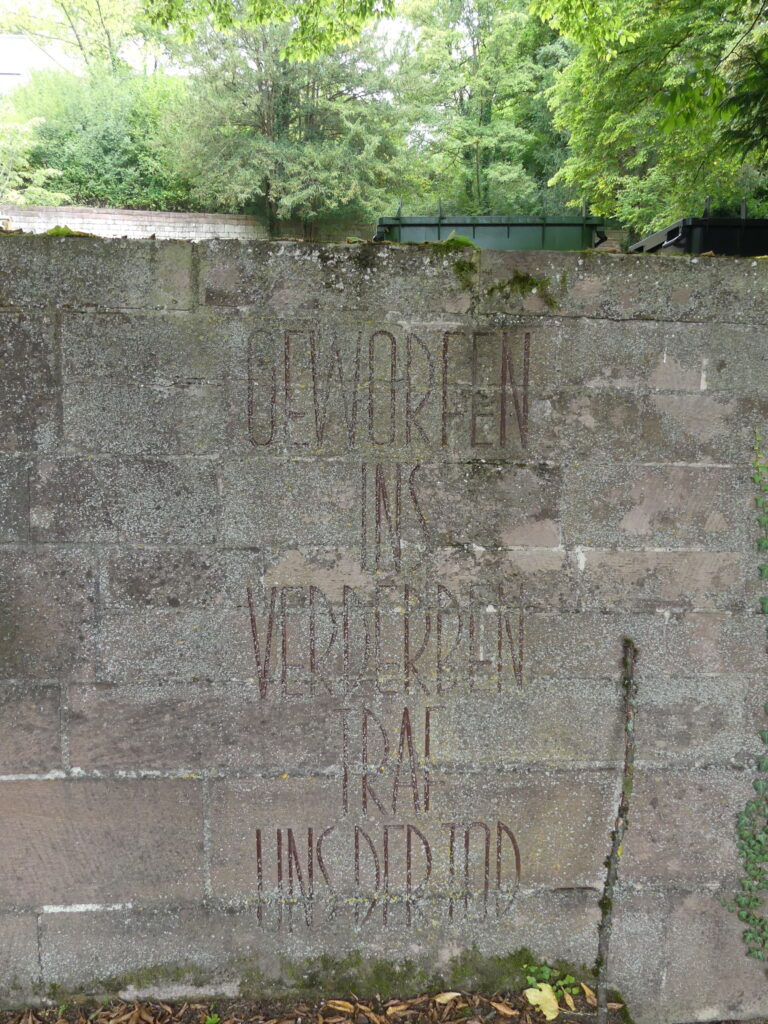 GEWORFEN
INS
VERDERBEN
TRAF
UNS DER TOD